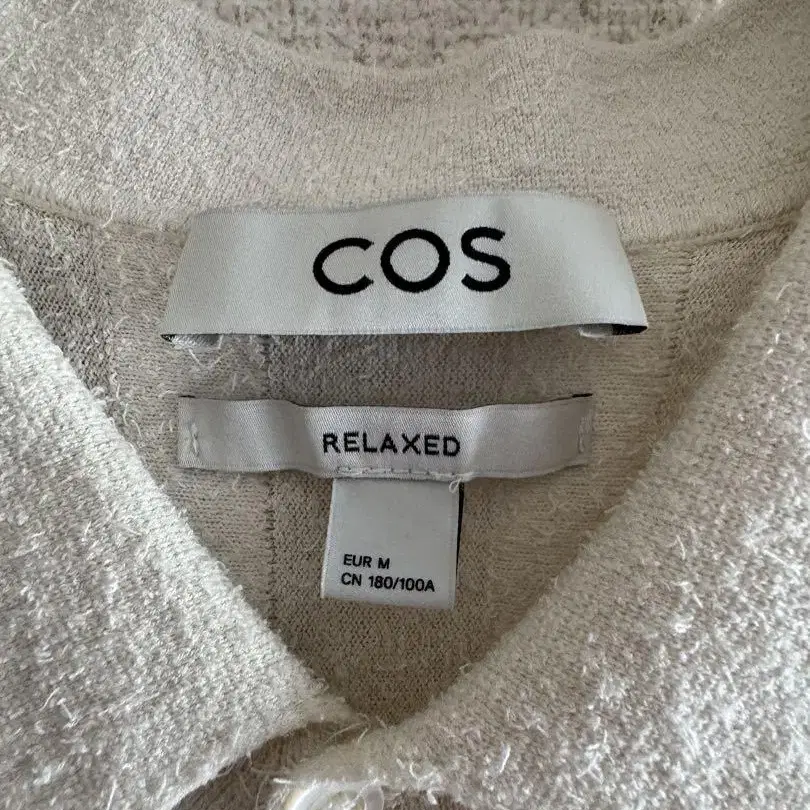 COS
RELAXED
EUR M
CN 180/100A